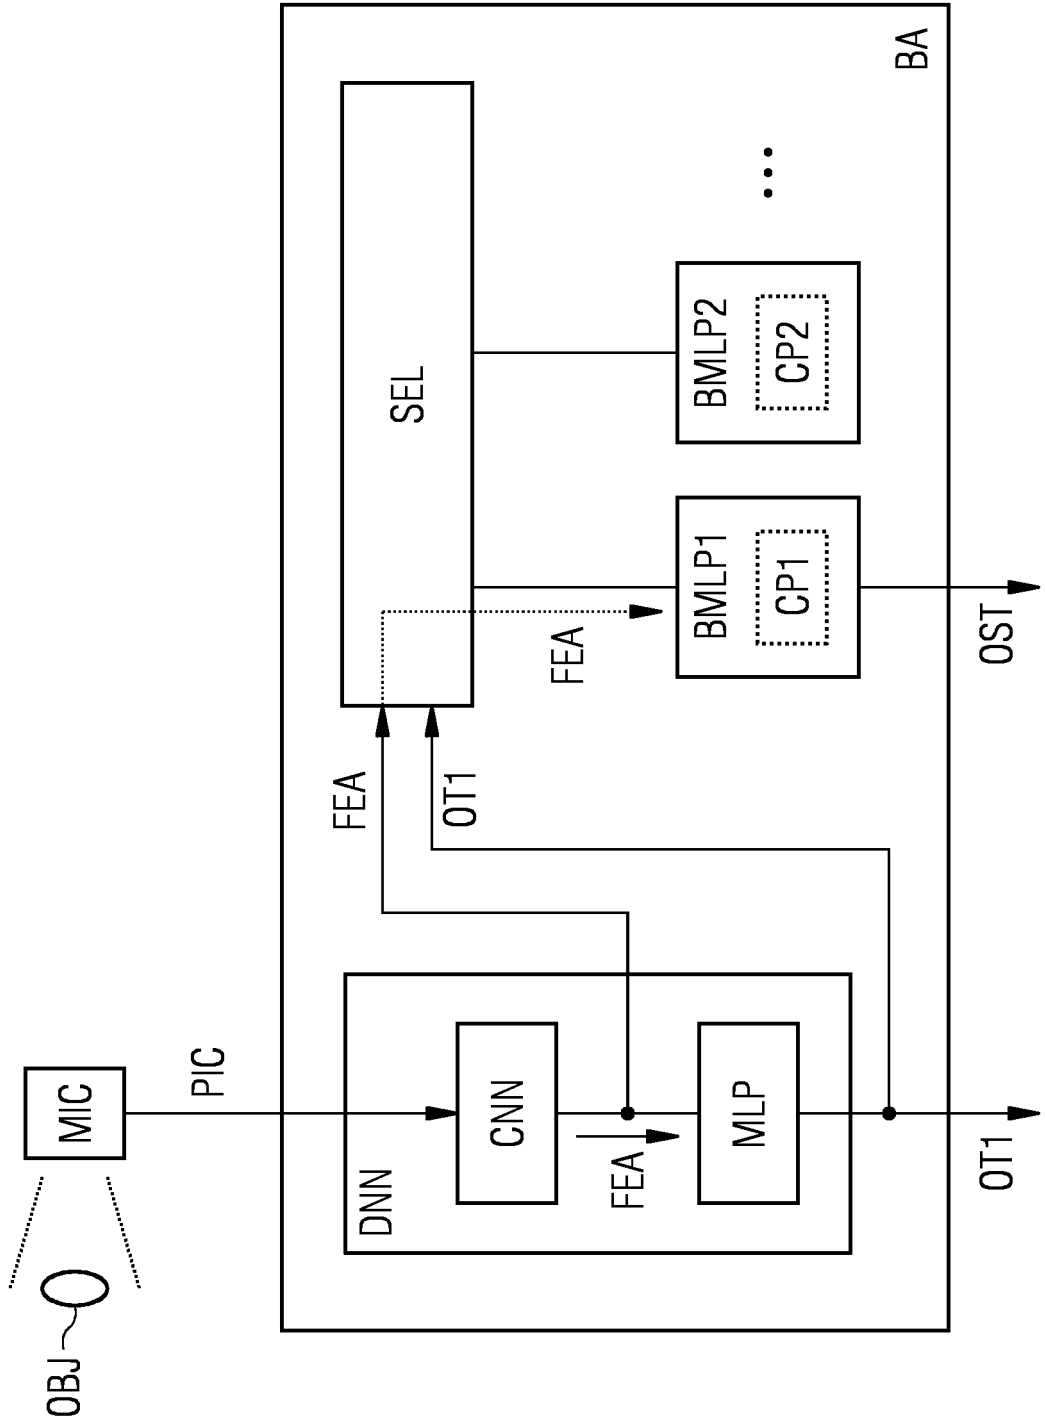 OBJ
MIC
PIC
DNN
CNN
FEA
MLP
OT1
FEA
OT1
SEL
FEA
BMLP1
CP1
OST
BMLP2
CP2
...
BA